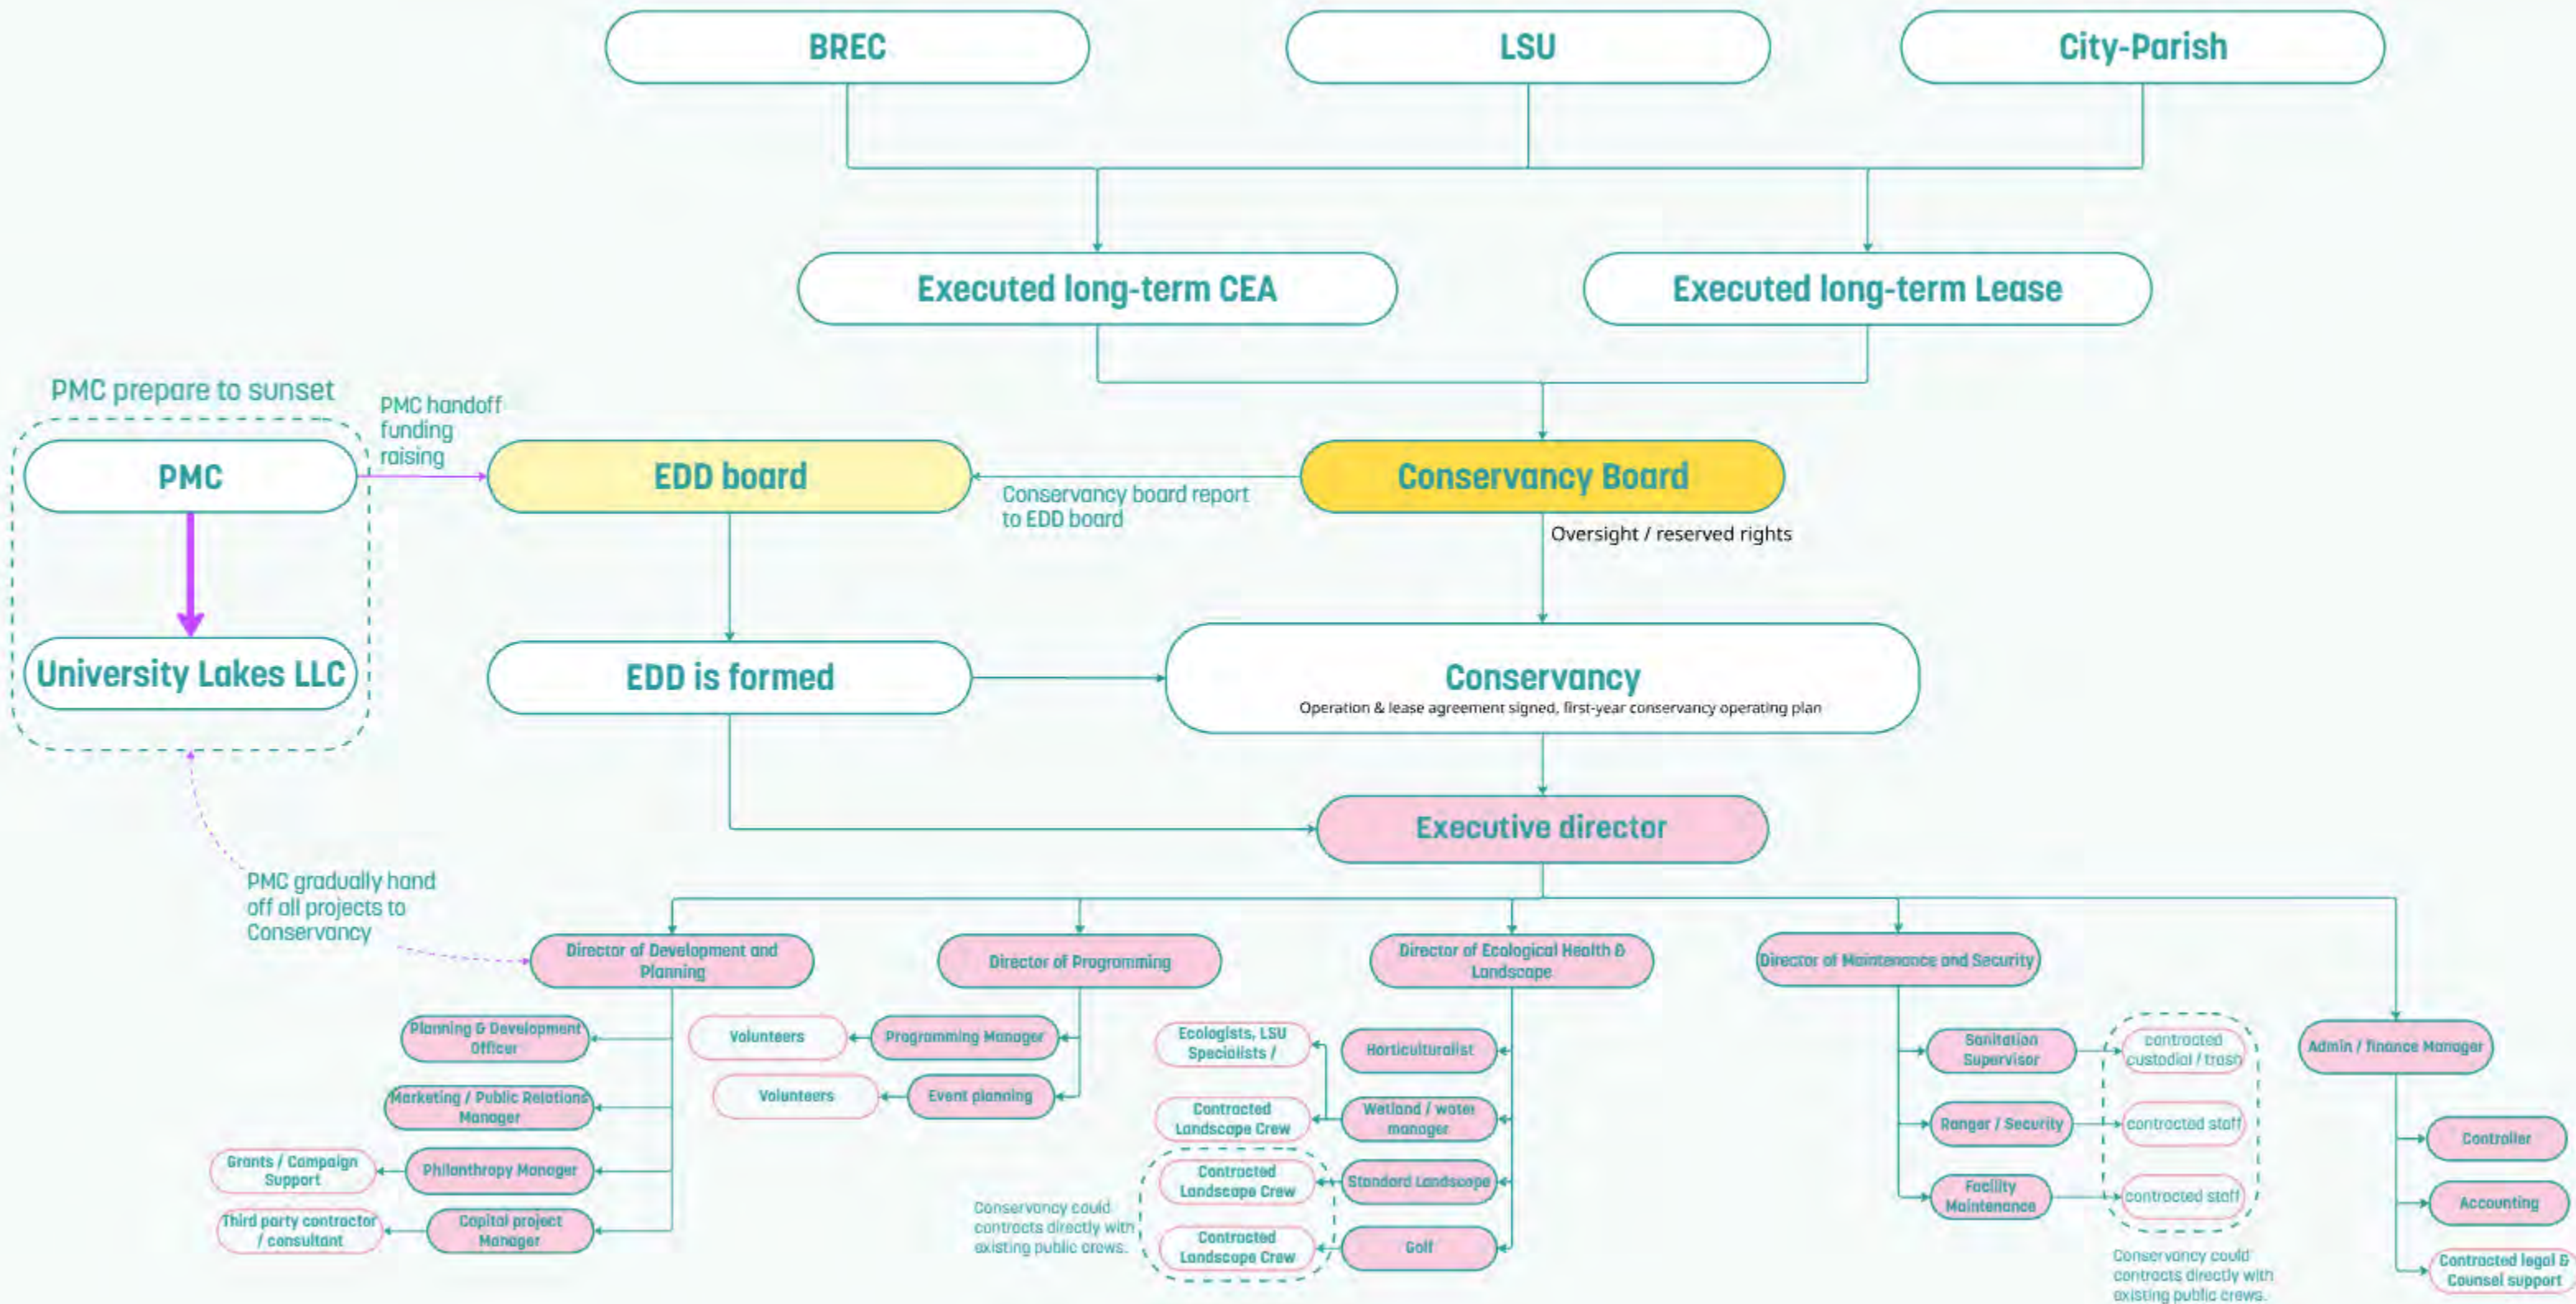 BREC
LSU
City-Parish
Executed long-term CEA
Executed long-term Lease
PMC prepare to sunset
PMC handoff
funding
raising
PMC
EDD board
Conservancy Board
Conservancy board report
to EDD board
Oversight / reserved rights
University Lakes LLC
EDD is formed
Conservancy
Operation & lease agreement signed, first-year conservancy operating plan
Executive director
PMC gradually hand
off all projects to
Conservancy
Director of Development and
Planning
Director of Programming
Director of Ecological Health &
Landscape
Director of Maintenance and Security
Planning & Development
Officer
Marketing / Public Relations
Manager
Grants / Campaign
Support
Philanthropy Manager
Third party contractor
/ consultant
Capital project
Manager
Volunteers
Programming Manager
Volunteers
Event planning
Ecologists, LSU
Specialists /
Horticulturalist
Contracted
Landscape Crew
Wetland / water
manager
Contracted
Landscape Crew
Standard Landscape
Contracted
Landscape Crew
Golf
Conservancy could
contracts directly with
existing public crews.
Sanitation
Supervisor
contracted
custodial / trash
Ranger / Security
contracted staff
Facility
Maintenance
contracted staff
Conservancy could
contracts directly with
existing public crews.
Admin / finance Manager
Controller
Accounting
Contracted legal &
Counsel support